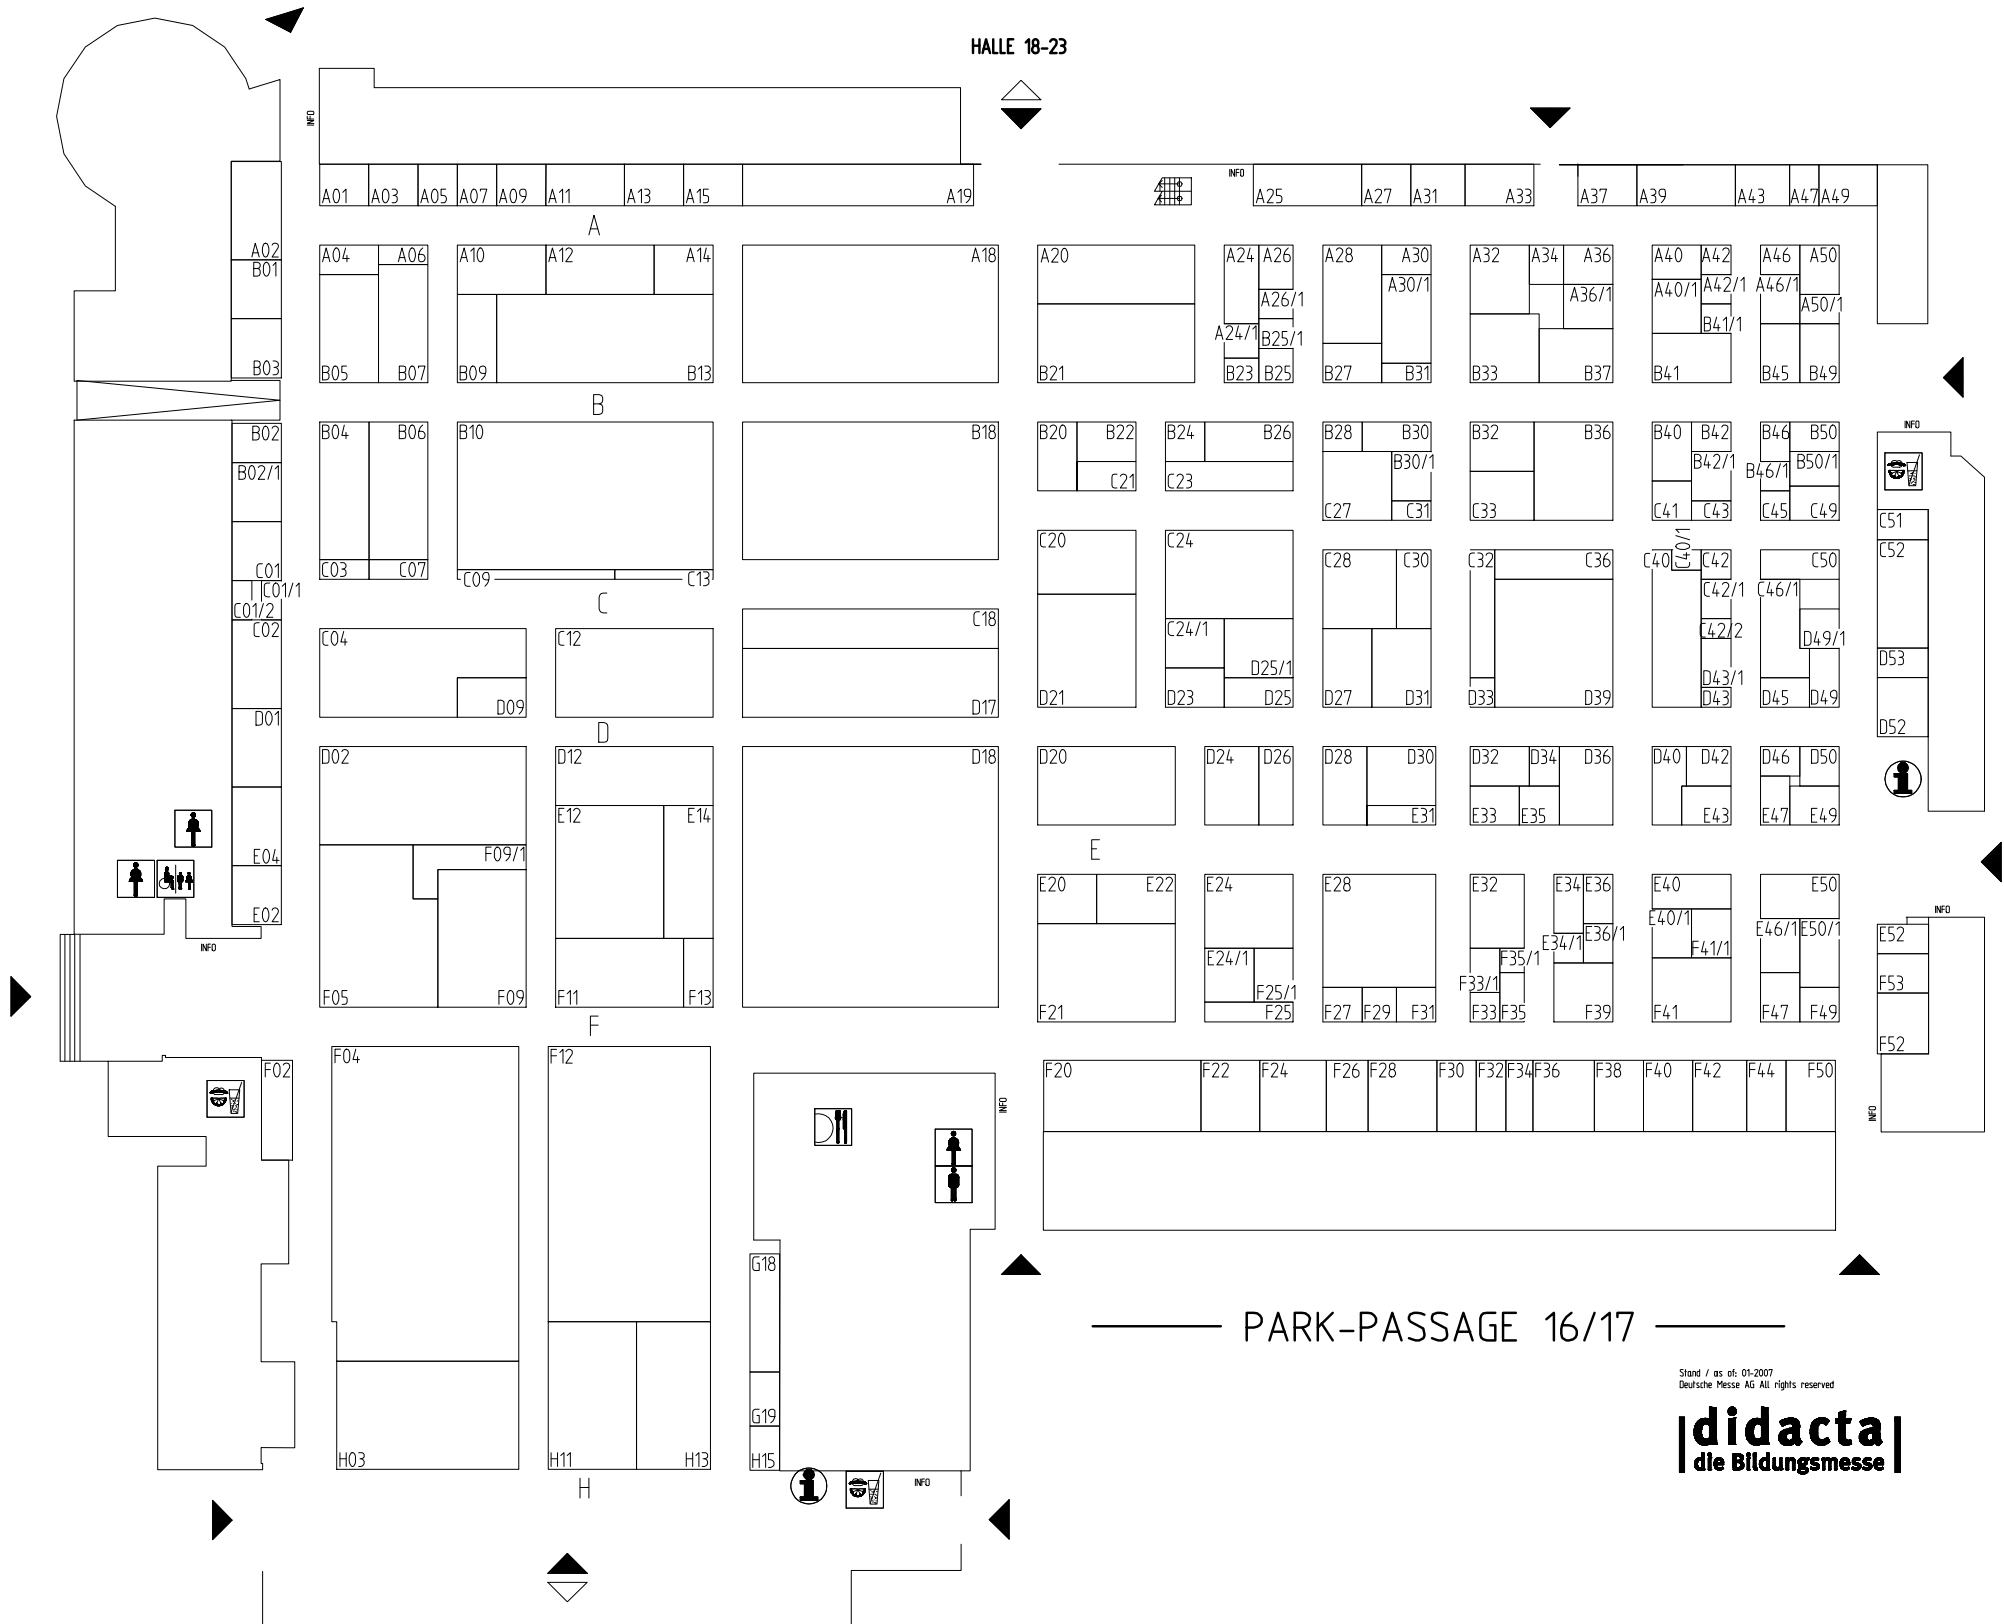 HALLE 18-23
INFO
INFO
A01 A03 A05 A07 A09 A11 A13 A15 A19 A25 A27 A31 A33 A37 A39 A43 A47 A49
A
A02
B01
A04 A06 A10 A12 A14 A18 A20 A24 A26 A28 A30 A32 A34 A36 A40 A42 A46 A50
A30/1 A36/1 A40/1 A42/1 A46/1
A26/1 A50/1
A24/1 B25/1 B41/1
B03
B05 B07 B09 B13 B21 B23 B25 B27 B31 B33 B37 B41 B45 B49
B
INFO
B02 B04 B06 B10 B18 B20 B22 B24 B26 B28 B30 B32 B36 B40 B42 B46 B50
B02/1 B30/1 B42/1 B46/1 B50/1
C21 C23
C27 C31 C33 C41 C43 C45 C49 C51
C20 C24 C40/1 C52
C01 C03 C07 C09 C13 C28 C30 C32 C36 C40 C42 C50
C01/1 C42/1 C46/1
C01/2
C
C02 C04 C12 C18 C24/1 C42/2 D49/1
D25/1 D43/1 D53
D01 D09 D17 D21 D23 D25 D27 D31 D33 D39 D43 D45 D49 D52
D
D02 D12 D18 D20 D24 D26 D28 D30 D32 D34 D36 D40 D42 D46 D50
E12 E14 E31 E33 E35 E43 E47 E49
E
E04 F09/1
E20 E22 E24 E28 E32 E34 E36 E40 E50
INFO
E02 E40/1 E46/1 E50/1 E52
INFO
E34/1 E36/1 F41/1
E24/1 F35/1
F33/1 F53
F25/1
F05 F09 F11 F13 F21 F25 F27 F29 F31 F33 F35 F39 F41 F47 F49
F
F52
F02 F04 F12 F20 F22 F24 F26 F28 F30 F32 F34 F36 F38 F40 F42 F44 F50
INFO
INFO
G18
G19
H03 H11 H13 H15
H
INFO
PARK-PASSAGE 16/17
Stand / as of: 01-2007
Deutsche Messe AG All rights reserved
didacta
die Bildungsmesse